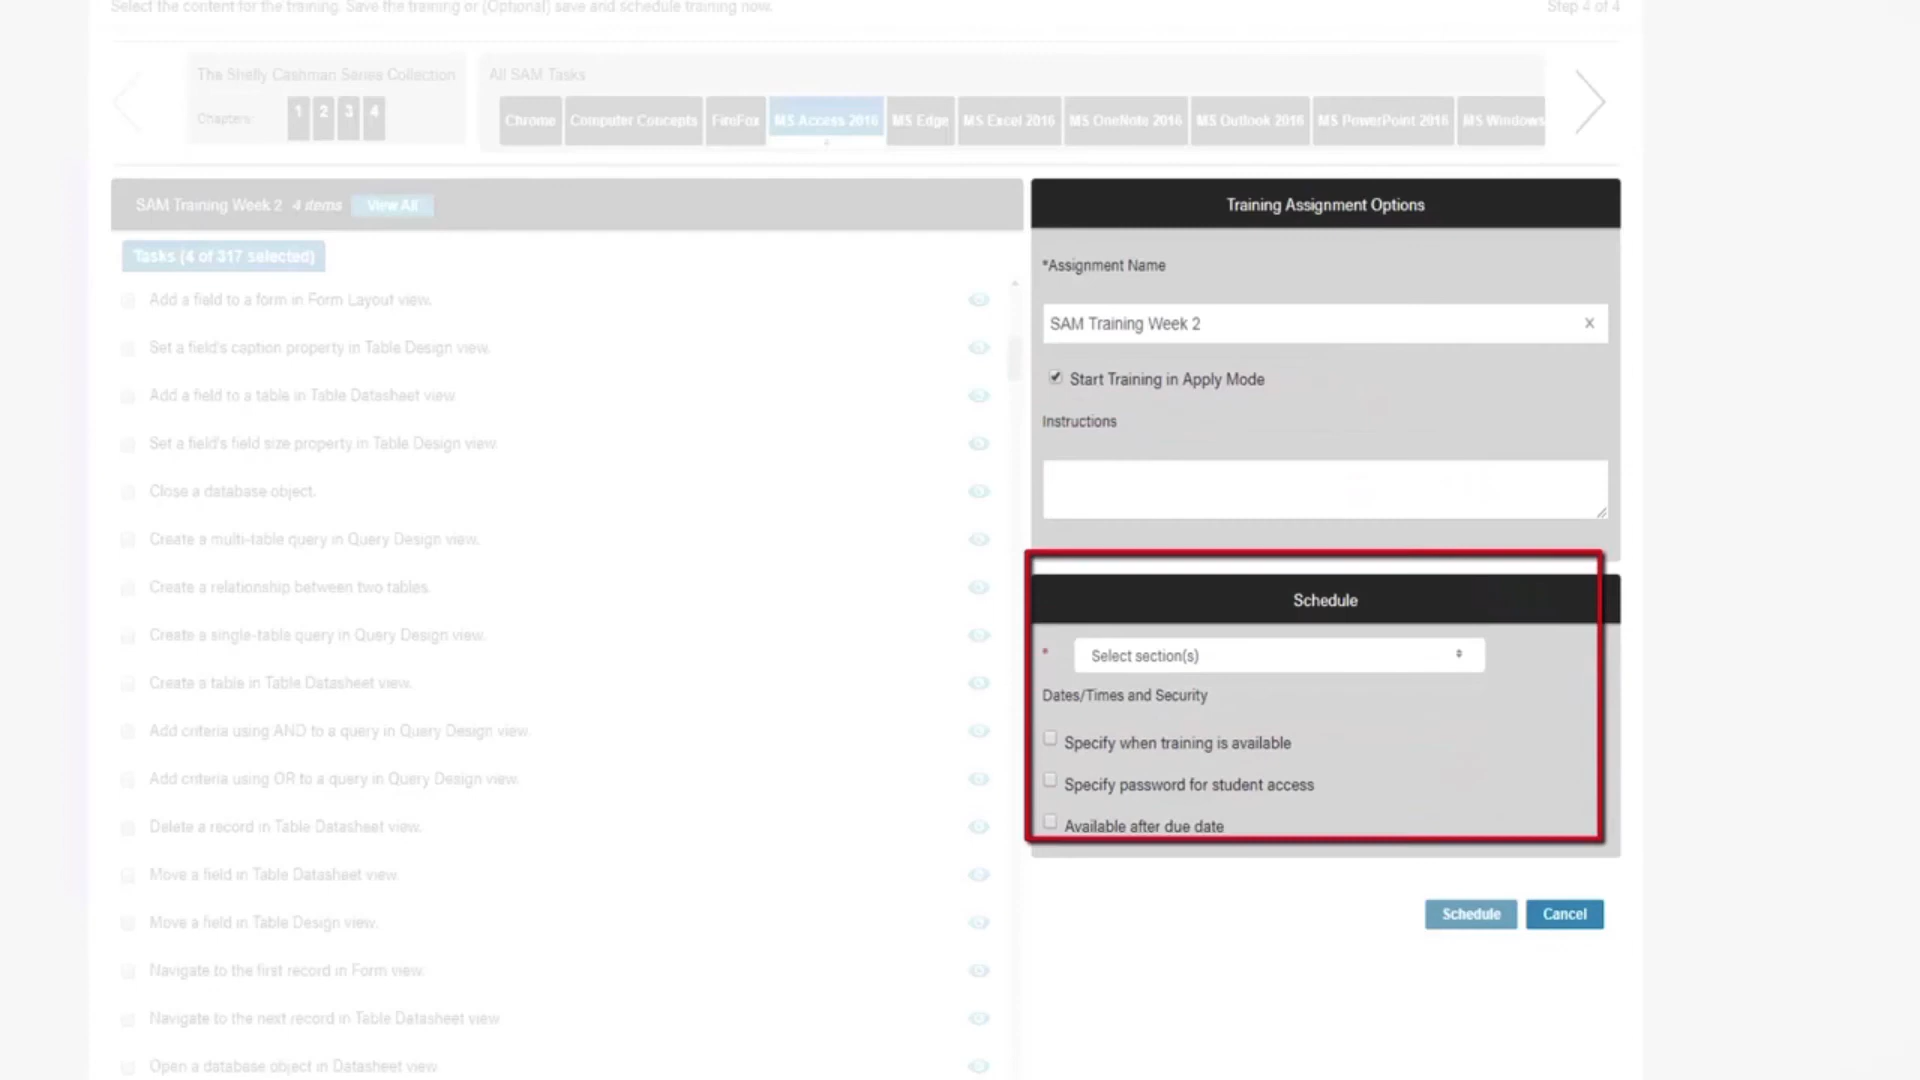 Select the content for the training. Save the training or (Optional) save and schedule training now.
Step 4 of 4
The Shelly Cashman Series Collection
Chapters:
1 2 3 4
All SAM Tasks
Chrome
Computer Concepts
FireFox
MS Access 2016
MS Edge
MS Excel 2016
MS OneNote 2016
MS Outlook 2016
MS PowerPoint 2016
MS Windows
SAM Training Week 2 4 items View All
Tasks (4 of 317 selected)
Add a field to a form in Form Layout view.
Set a field's caption property in Table Design view.
Add a field to a table in Table Datasheet view.
Set a field's field size property in Table Design view.
Close a database object.
Create a multi-table query in Query Design view.
Create a relationship between two tables.
Create a single-table query in Query Design view.
Create a table in Table Datasheet view.
Add criteria using AND to a query in Query Design view.
Add criteria using OR to a query in Query Design view.
Delete a record in Table Datasheet view.
Move a field in Table Datasheet view.
Move a field in Table Design view.
Navigate to the first record in Form view.
Navigate to the next record in Table Datasheet view.
Open a database object in Datasheet view.
Training Assignment Options
*Assignment Name
SAM Training Week 2 x
Start Training in Apply Mode
Instructions
Schedule
* Select section(s)
Dates/Times and Security
Specify when training is available
Specify password for student access
Available after due date
Schedule Cancel